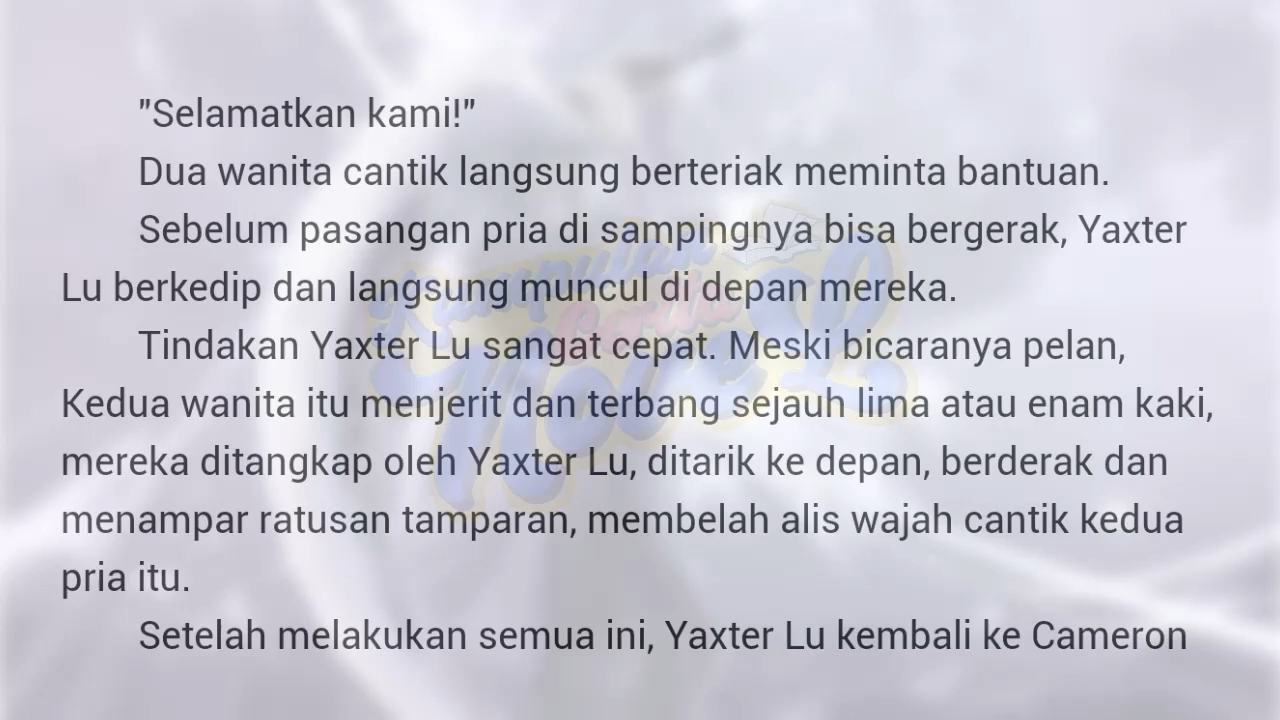 "Selamatkan kami!"
Dua wanita cantik langsung berteriak meminta bantuan.
Sebelum pasangan pria di sampingnya bisa bergerak, Yaxter
Lu berkedip dan langsung muncul di depan mereka.
Tindakan Yaxter Lu sangat cepat. Meski bicaranya pelan,
Kedua wanita itu menjerit dan terbang sejauh lima atau enam kaki,
mereka ditangkap oleh Yaxter Lu, ditarik ke depan, berderak dan
menampar ratusan tamparan, membelah alis wajah cantik kedua
pria itu.
Setelah melakukan semua ini, Yaxter Lu kembali ke Cameron
Kumpulan
cerita